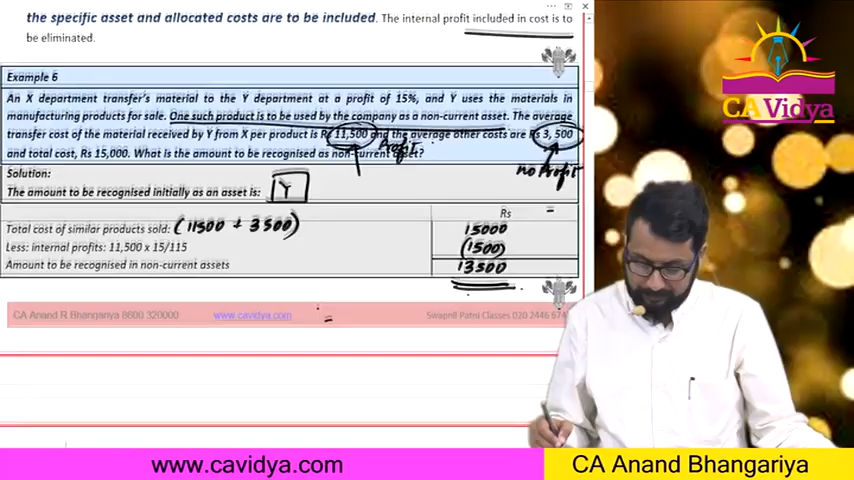 the specific asset and allocated costs are to be included. The internal profit included in cost is to
be eliminated.
Example 6
An X department transfer's material to the Y department at a profit of 15%, and Y uses the materials in
manufacturing products for sale. One such product is to be used by the company as a non-current asset. The average
transfer cost of the material received by Y from X per product is Rs 11,500 and the average other costs are Rs 3, 500
and total cost, Rs 15,000. What is the amount to be recognised as non-current asset?
Profit
no Profit
Solution:
The amount to be recognised initially as an asset is: Y
Rs
Total cost of similar products sold: (11500 + 3500) 15000
Less: internal profits: 11,500 x 15/115 (1500)
Amount to be recognised in non-current assets 13500
CA Anand R Bhangariya 8600 320000 www.cavidya.com Swapnil Patni Classes 020 2446 67
CA Vidya
www.cavidya.com
CA Anand Bhangariya